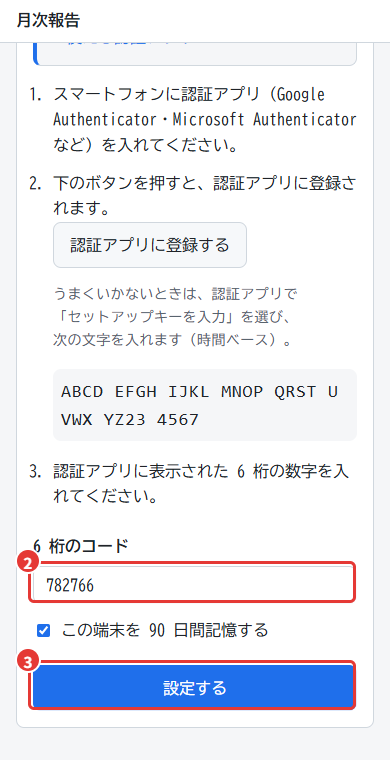 月次報告
1. スマートフォンに認証アプリ（Google
Authenticator・Microsoft Authenticator
など）を入れてください。
2. 下のボタンを押すと、認証アプリに登録さ
れます。
認証アプリに登録する
うまくいかないときは、認証アプリで
「セットアップキーを入力」を選び、
次の文字を入れます（時間ベース）。
ABCD EFGH IJKL MNOP QRST U
VWX YZ23 4567
3. 認証アプリに表示された 6 桁の数字を入
れてください。
6 桁のコード
2
782766
この端末を 90 日間記憶する
3
設定する